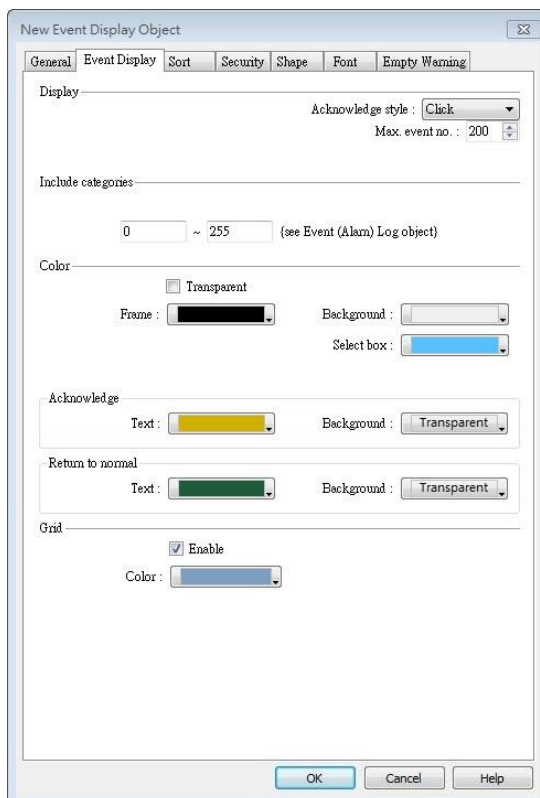 New Event Display Object
General Event Display Sort Security Shape Font Empty Warning
Display
Acknowledge style : Click
Max. event no. : 200
Include categories
0 ~ 255 {see Event (Alarm) Log object}
Color
Transparent
Frame : Background :
Select box :
Acknowledge
Text : Background : Transparent
Return to normal
Text : Background : Transparent
Grid
Enable
Color :
OK Cancel Help